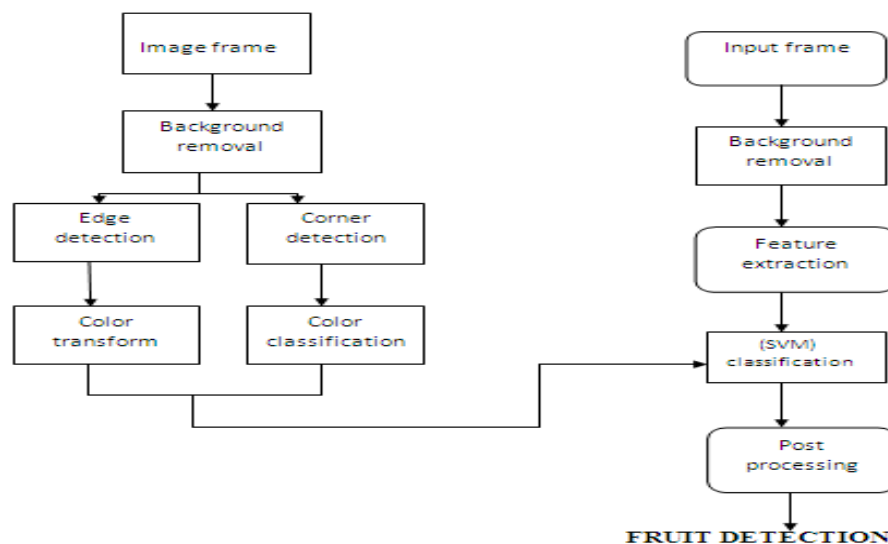 Image frame
Background
removal
Edge
detection
Corner
detection
Color
transform
Color
classification
Input frame
Background
removal
Feature
extraction
(SVM)
classification
Post
processing
FRUIT DETECTION